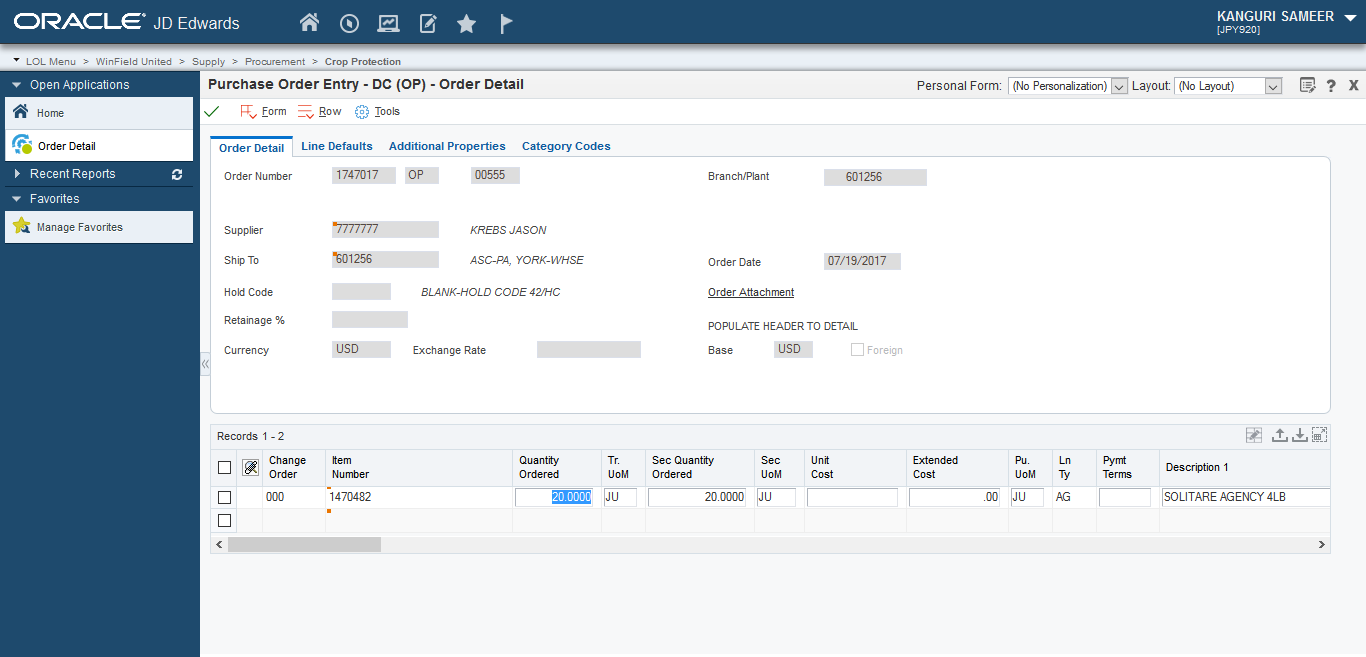 ORACLE JD Edwards
KANGURI SAMEER
[JPY920]
LOL Menu > WinField United > Supply > Procurement > Crop Protection
Open Applications
Home
Order Detail
Recent Reports
Favorites
Manage Favorites
Purchase Order Entry - DC (OP) - Order Detail
Personal Form: (No Personalization) Layout: (No Layout)
Form Row Tools
Order Detail Line Defaults Additional Properties Category Codes
Order Number 1747017 OP 00555 Branch/Plant 601256
Supplier 7777777 KREBS JASON
Ship To 601256 ASC-PA, YORK-WHSE Order Date 07/19/2017
Hold Code BLANK-HOLD CODE 42/HC Order Attachment
Retainage % POPULATE HEADER TO DETAIL
Currency USD Exchange Rate Base USD Foreign
Records 1 - 2
Change Item Quantity Tr. Sec Quantity Sec Unit Extended Pu. Ln Pymt Description 1
Order Number Ordered UoM Ordered UoM Cost Cost UoM Ty Terms
000 1470482 20.0000 JU 20.0000 JU .00 JU AG SOLITARE AGENCY 4LB